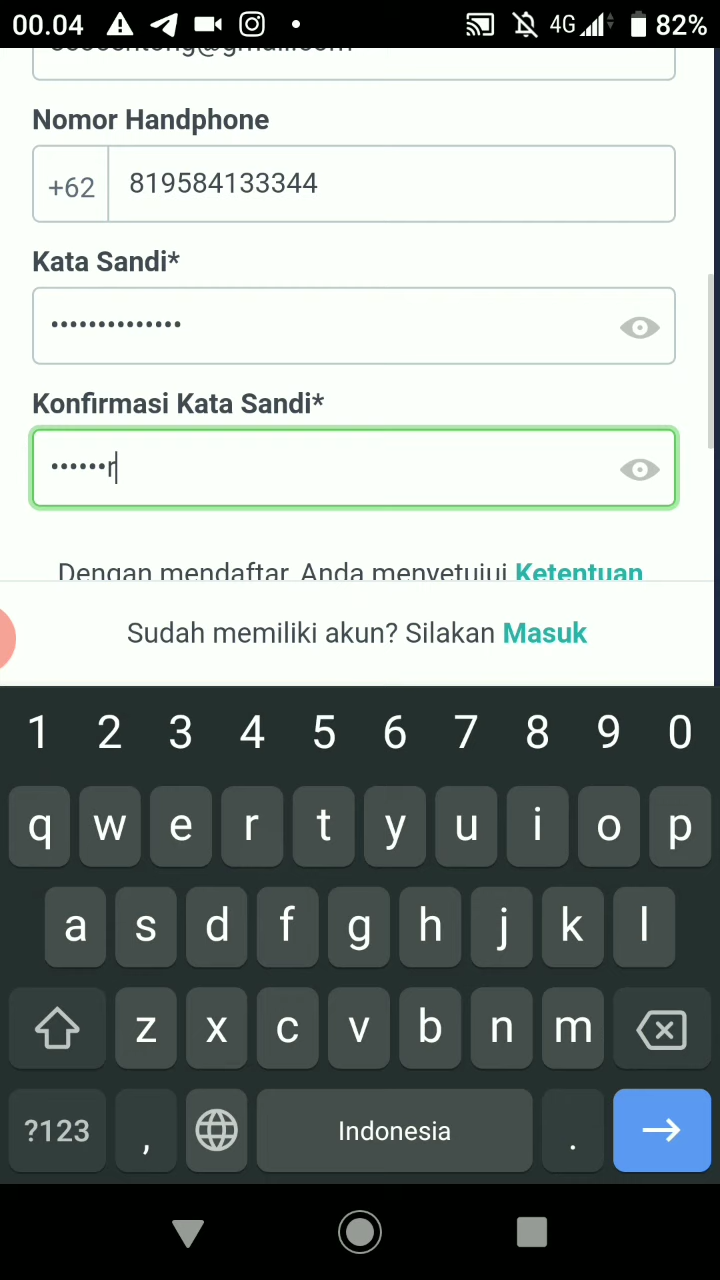 00.04 4G 82%
Nomor Handphone
+62 819584133344
Kata Sandi*
••••••••••••••
Konfirmasi Kata Sandi*
••••••r
Dengan mendaftar, Anda menyetujui Ketentuan
Sudah memiliki akun? Silakan Masuk
1 2 3 4 5 6 7 8 9 0
q w e r t y u i o p
a s d f g h j k l
z x c v b n m
?123 , Indonesia .